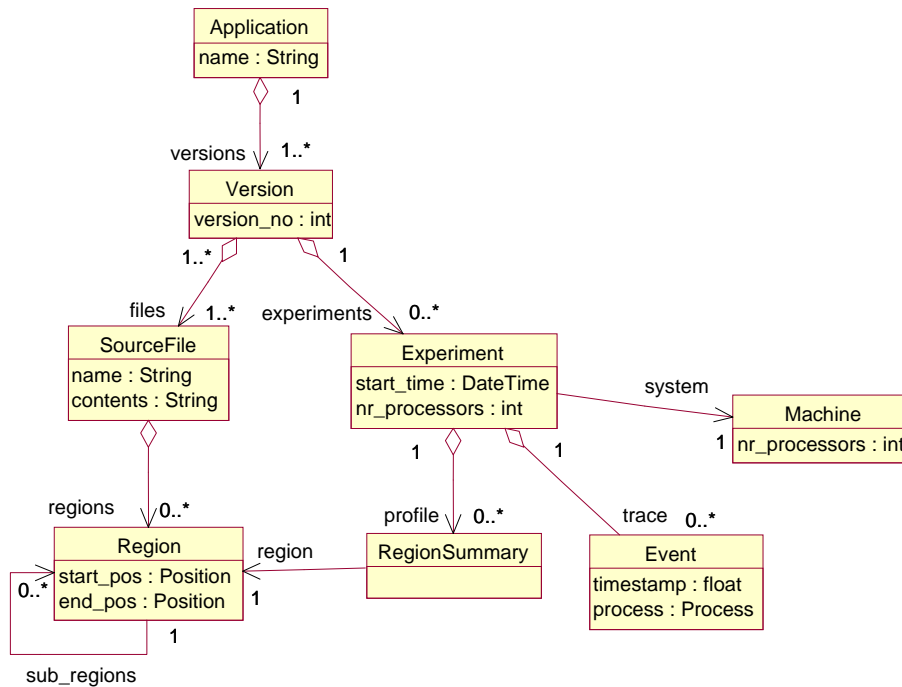 Application
name : String
1
versions
1..*
Version
version_no : int
1..*
1
files
1..*
experiments
0..*
SourceFile
name : String
contents : String
Experiment
start_time : DateTime
nr_processors : int
system
1
Machine
nr_processors : int
1
1
regions
0..*
profile
0..*
trace
0..*
Region
start_pos : Position
end_pos : Position
region
1
RegionSummary
Event
timestamp : float
process : Process
0..*
1
sub_regions